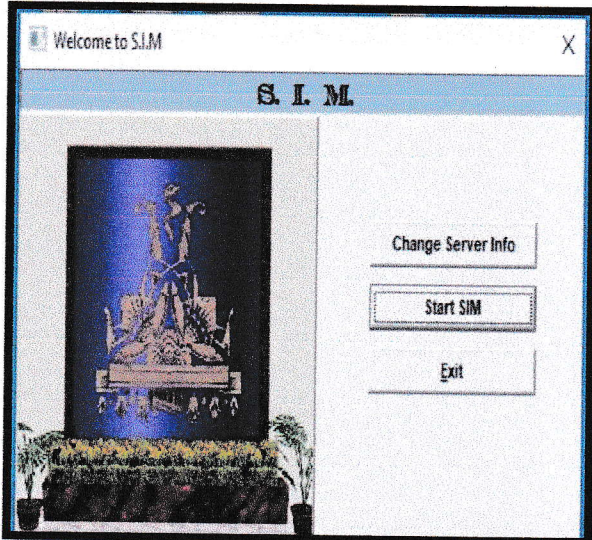 Welcome to S.I.M
X
S. I. M.
Change Server Info
Start SIM
Exit